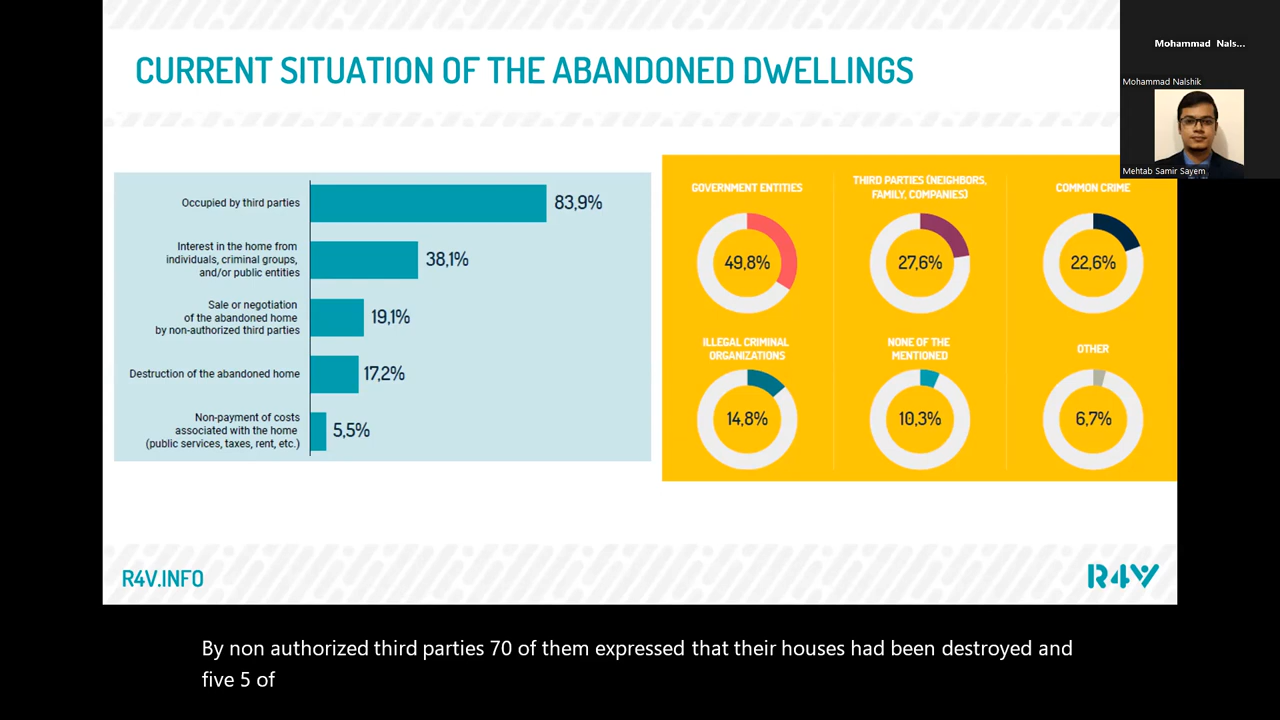 CURRENT SITUATION OF THE ABANDONED DWELLINGS
Mohammad Nals...
Mohammad Nalshik
Mehtab Samir Sayem
Occupied by third parties
83,9%
Interest in the home from
individuals, criminal groups,
and/or public entities
38,1%
Sale or negotiation
of the abandoned home
by non-authorized third parties
19,1%
Destruction of the abandoned home
17,2%
Non-payment of costs
associated with the home
(public services, taxes, rent, etc.)
5,5%
GOVERNMENT ENTITIES
49,8%
THIRD PARTIES (NEIGHBORS,
FAMILY, COMPANIES)
27,6%
COMMON CRIME
22,6%
ILLEGAL CRIMINAL
ORGANIZATIONS
14,8%
NONE OF THE
MENTIONED
10,3%
OTHER
6,7%
R4V.INFO
R4V
By non authorized third parties 70 of them expressed that their houses had been destroyed and
five 5 of